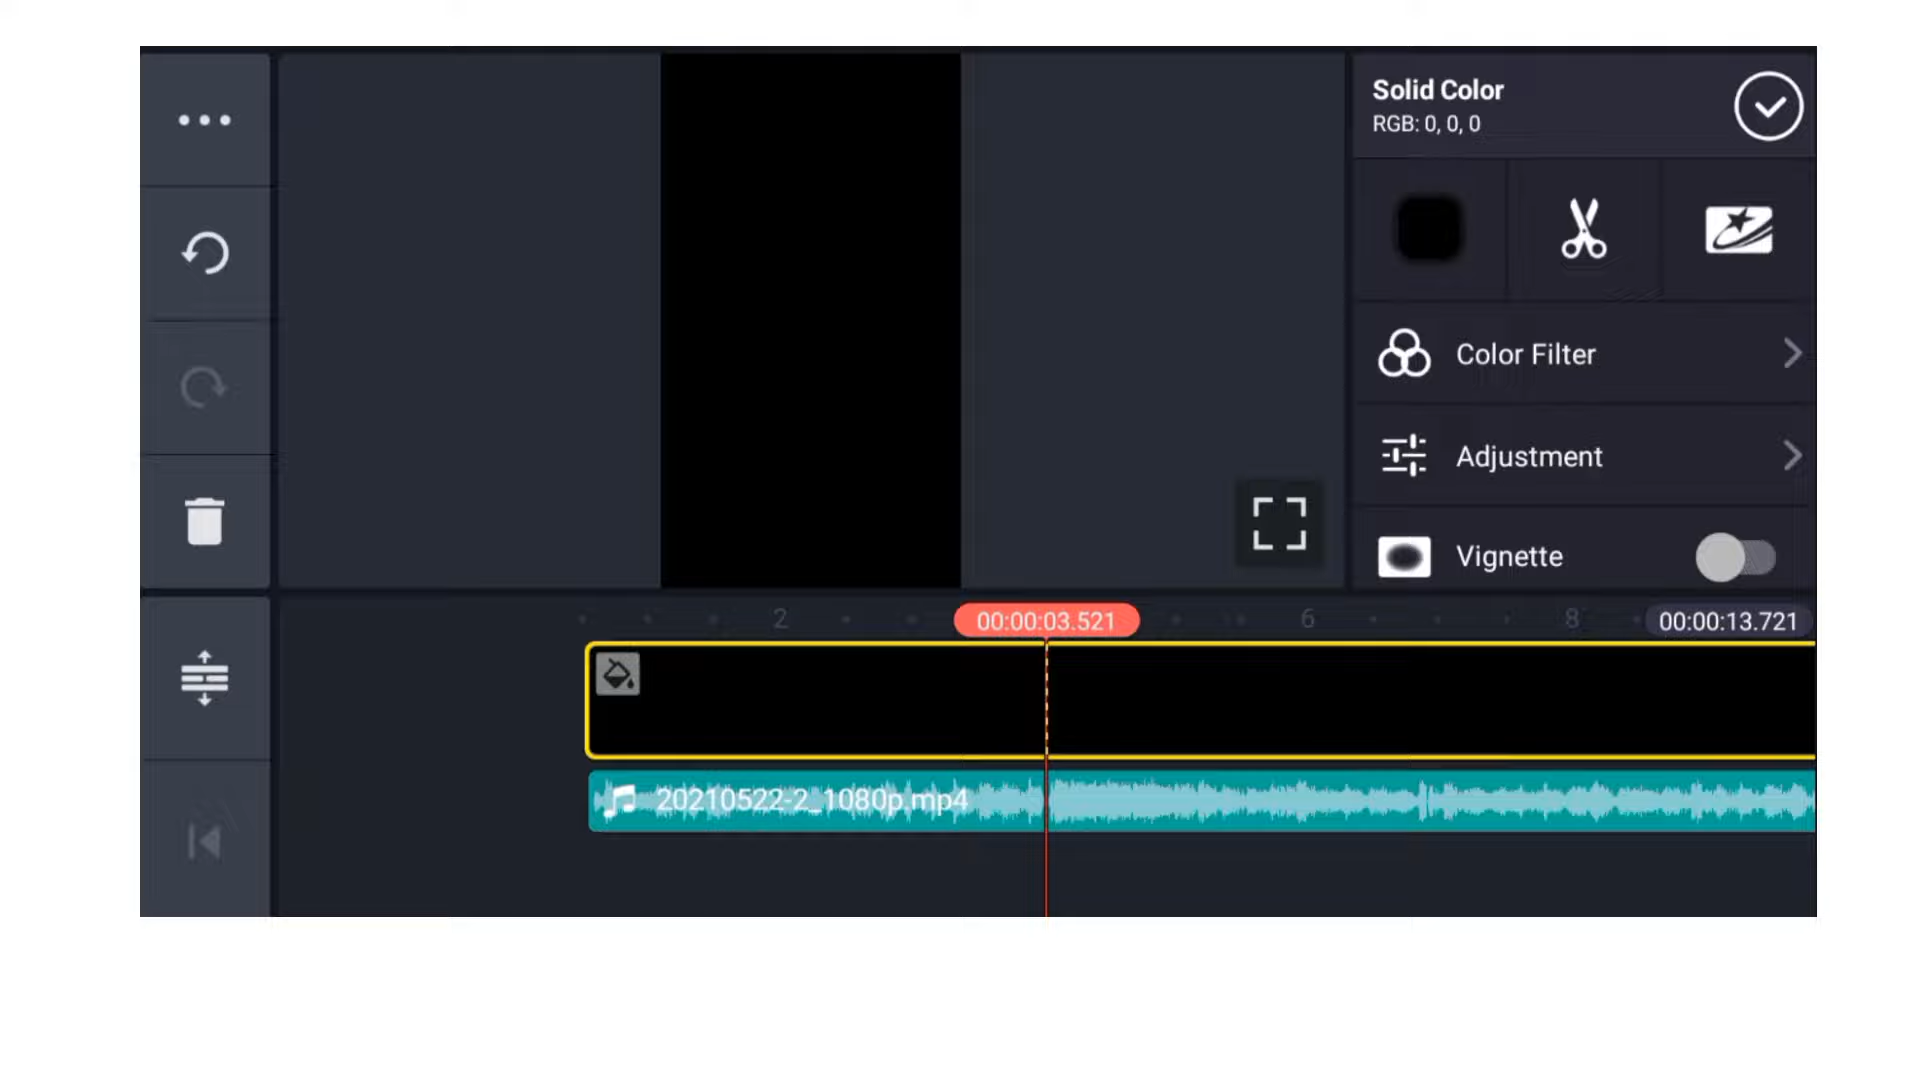 Solid Color
RGB: 0, 0, 0
Color Filter
Adjustment
Vignette
2
00:00:03.521
6
8
00:00:13.721
20210522-2_1080p.mp4